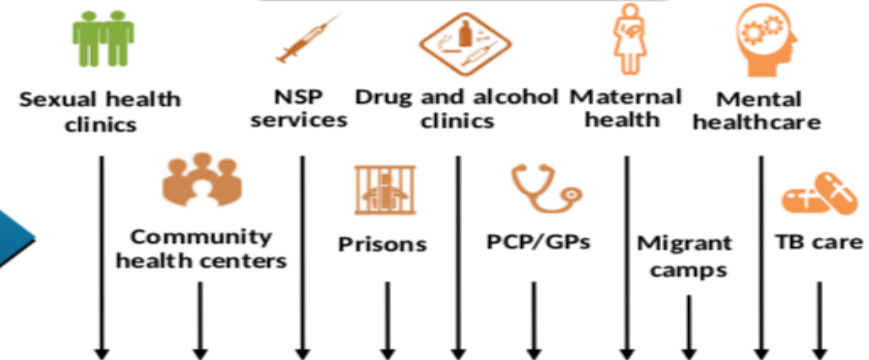 Sexual health
clinics
NSP
services
Drug and alcohol
clinics
Maternal
health
Mental
healthcare
Community
health centers
Prisons
PCP/GPs
Migrant
camps
TB care